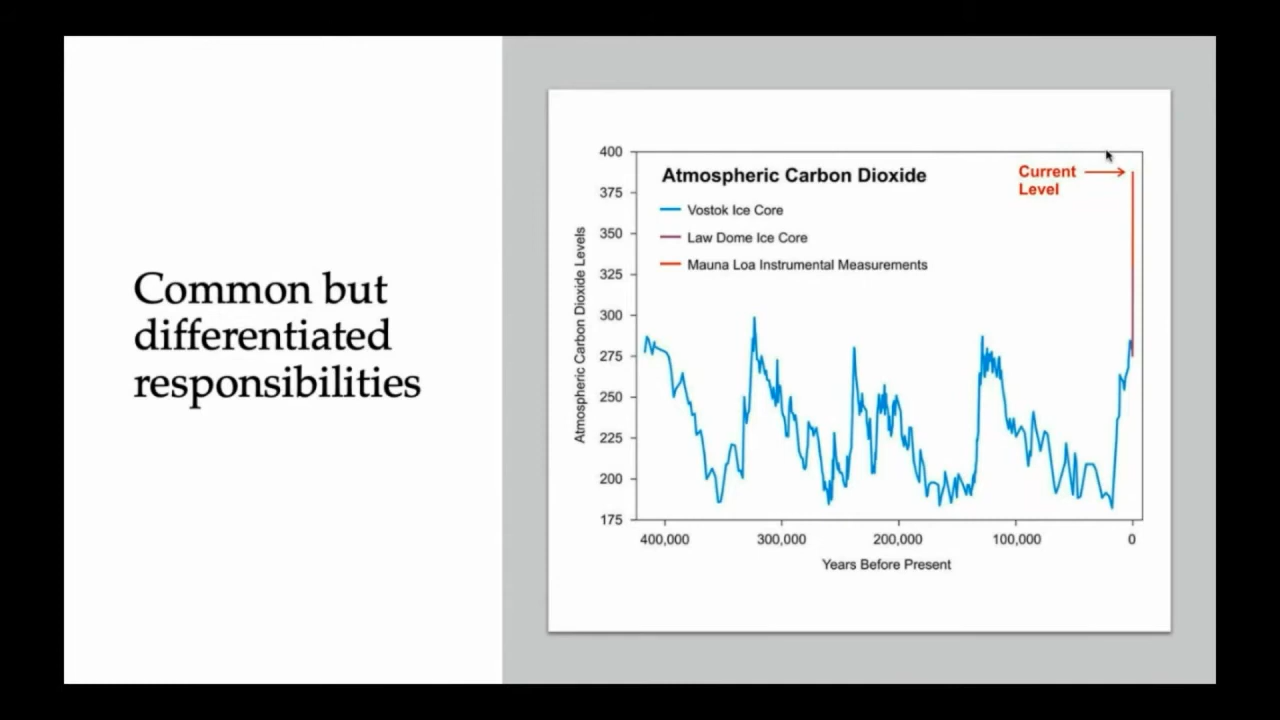 Common but
differentiated
responsibilities
Atmospheric Carbon Dioxide
Vostok Ice Core
Law Dome Ice Core
Mauna Loa Instrumental Measurements
Current
Level
Atmospheric Carbon Dioxide Levels
400
375
350
325
300
275
250
225
200
175
400,000
300,000
200,000
100,000
0
Years Before Present